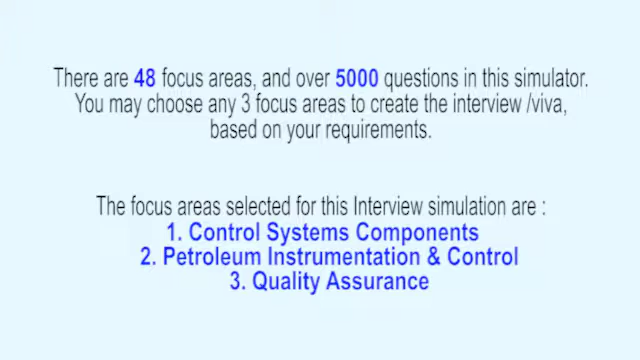 There are 48 focus areas, and over 5000 questions in this simulator.
You may choose any 3 focus areas to create the interview /viva,
based on your requirements.
The focus areas selected for this Interview simulation are :
1. Control Systems Components
2. Petroleum Instrumentation & Control
3. Quality Assurance